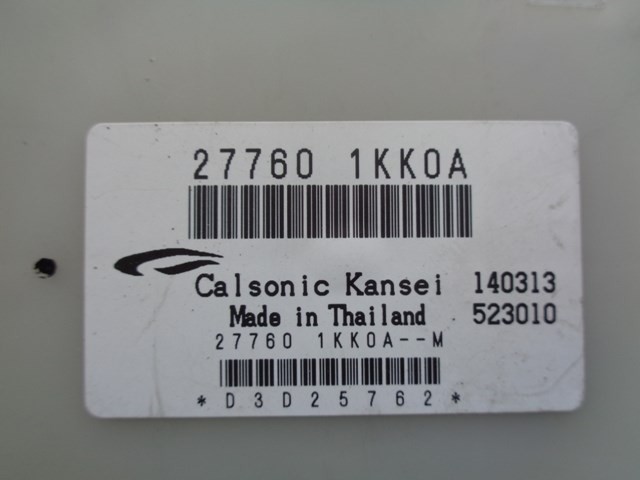 27760 1KK0A
Calsonic Kansei 140313
Made in Thailand 523010
27760 1KK0A--M
*D3D25762*